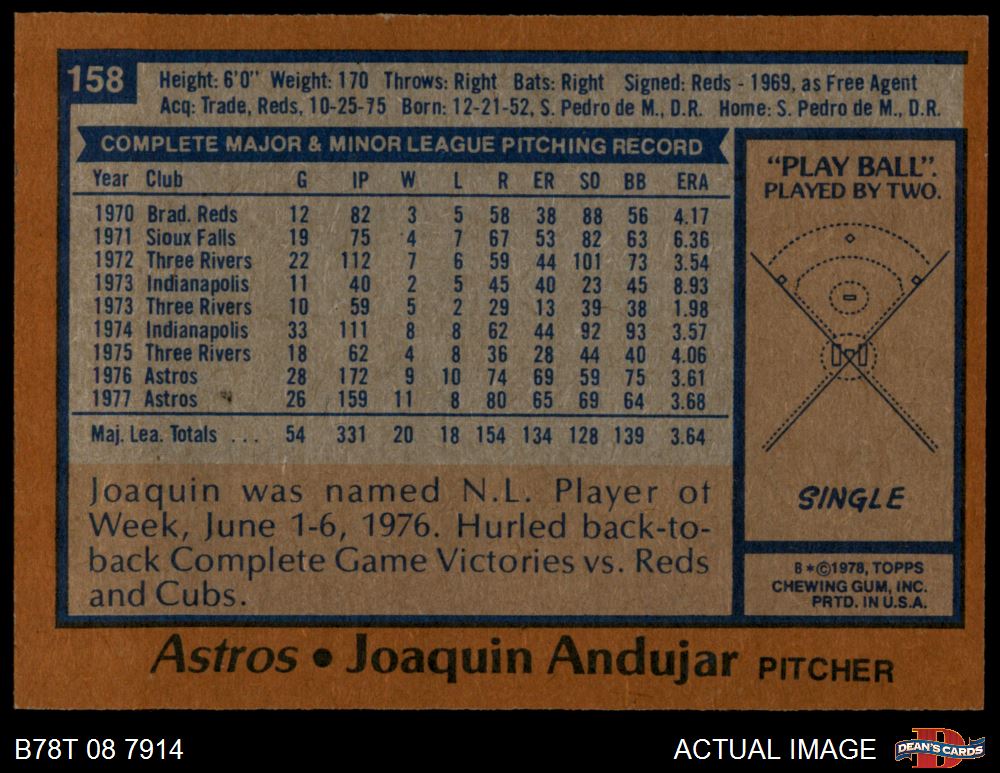 158
Height: 6'0" Weight: 170 Throws: Right Bats: Right Signed: Reds - 1969, as Free Agent
Acq: Trade, Reds, 10-25-75 Born: 12-21-52, S. Pedro de M., D.R. Home: S. Pedro de M., D.R.
COMPLETE MAJOR & MINOR LEAGUE PITCHING RECORD
Year Club G IP W L R ER SO BB ERA
1970 Brad. Reds 12 82 3 5 58 38 88 56 4.17
1971 Sioux Falls 19 75 4 7 67 53 82 63 6.36
1972 Three Rivers 22 112 7 6 59 44 101 73 3.54
1973 Indianapolis 11 40 2 5 45 40 23 45 8.93
1973 Three Rivers 10 59 5 2 29 13 39 38 1.98
1974 Indianapolis 33 111 8 8 62 44 92 93 3.57
1975 Three Rivers 18 62 4 8 36 28 44 40 4.06
1976 Astros 28 172 9 10 74 69 59 75 3.61
1977 Astros 26 159 11 8 80 65 69 64 3.68
Maj. Lea. Totals ... 54 331 20 18 154 134 128 139 3.64
Joaquin was named N.L. Player of
Week, June 1-6, 1976. Hurled back-to-
back Complete Game Victories vs. Reds
and Cubs.
"PLAY BALL".
PLAYED BY TWO.
SINGLE
8*©1978, TOPPS
CHEWING GUM, INC.
PRTD. IN U.S.A.
Astros • Joaquin Andujar PITCHER
B78T 08 7914
ACTUAL IMAGE
DEAN'S CARDS